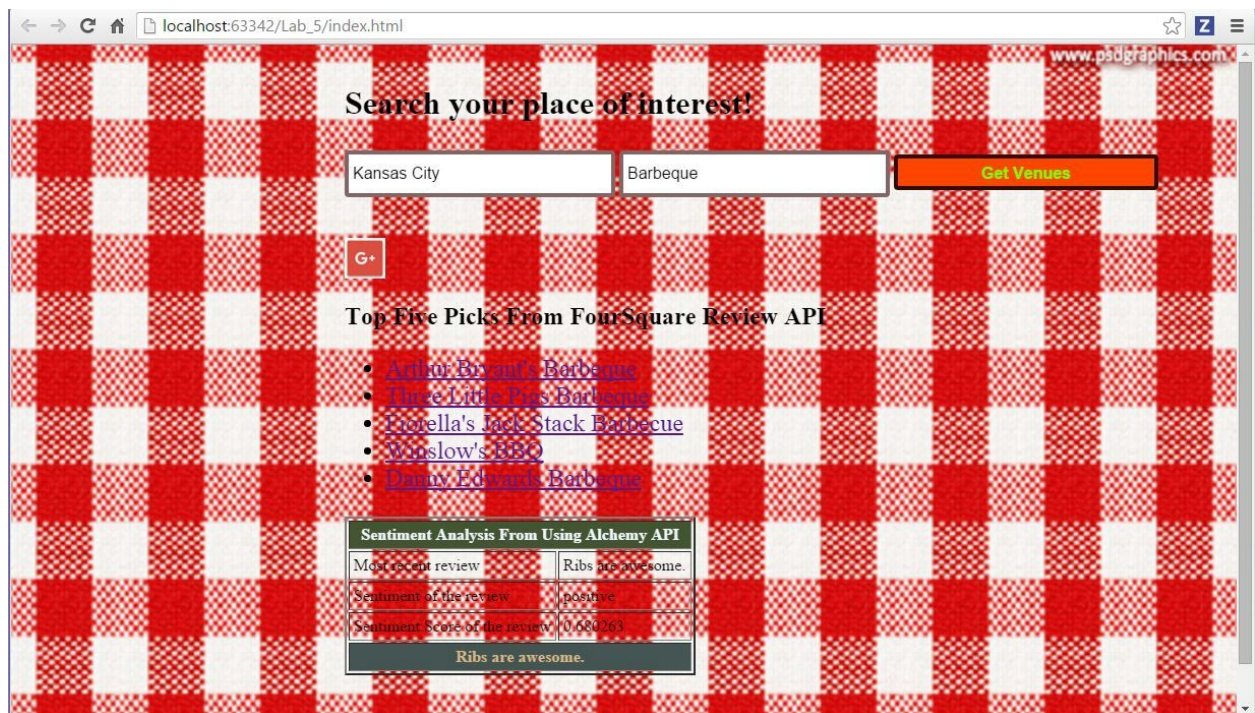 localhost:63342/Lab_5/index.html
Z
www.psdgraphics.com
Search your place of interest!
Kansas City Barbeque Get Venues
G+
Top Five Picks From FourSquare Review API
Arthur Bryant's Barbeque
Three Little Pigs Barbeque
Fiorella's Jack Stack Barbecue
Winslow's BBQ
Danny Edwards Barbeque
Sentiment Analysis From Using Alchemy API
Most recent review Ribs are awesome.
Sentiment of the review positive
Sentiment Score of the review 0.680263
Ribs are awesome.